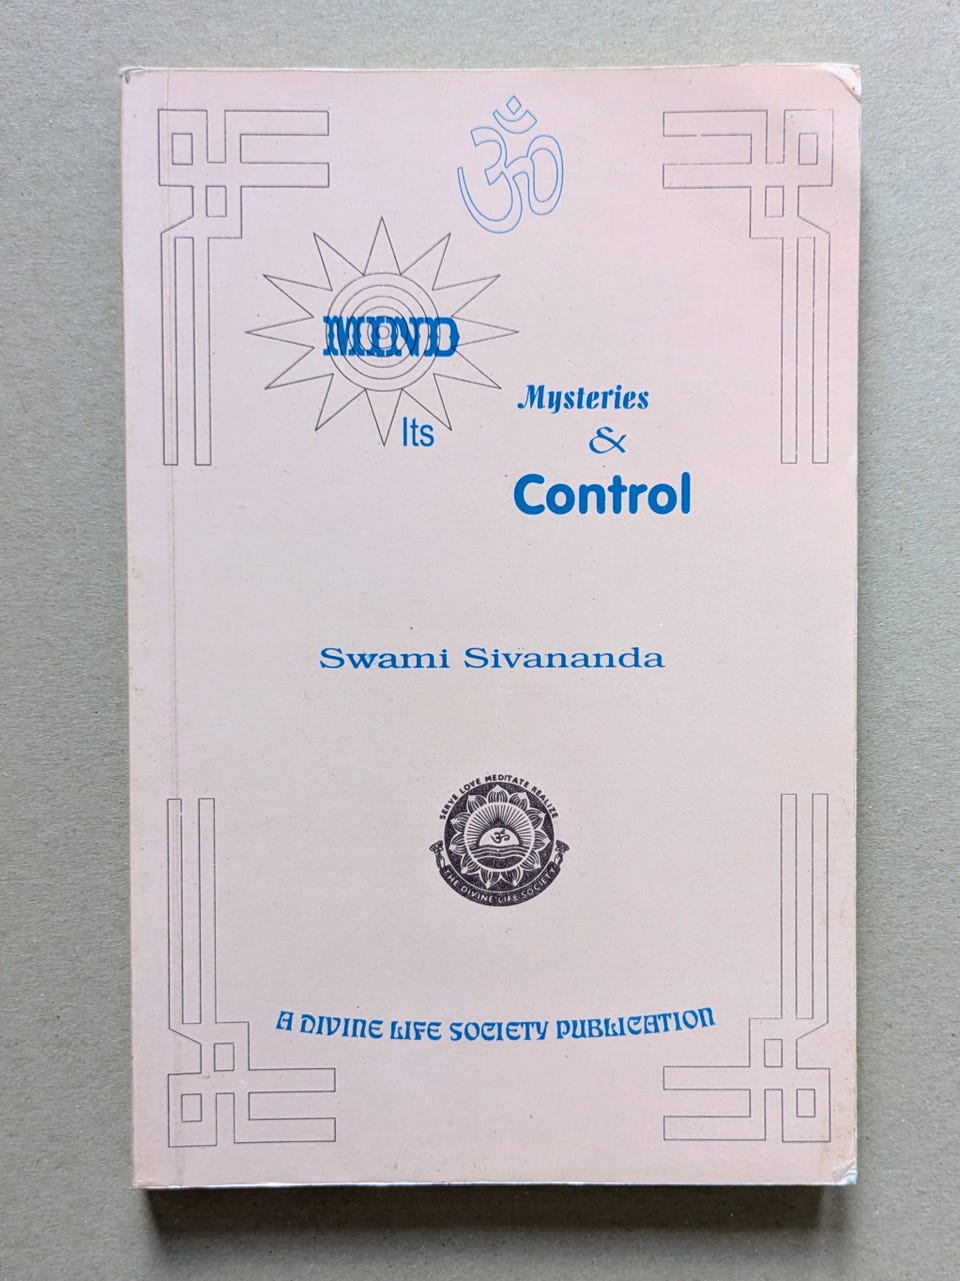 ॐ
MIND
Its
Mysteries
&
Control
Swami Sivananda
SERVE LOVE MEDITATE REALIZE
ॐ
THE DIVINE LIFE SOCIETY
A DIVINE LIFE SOCIETY PUBLICATION